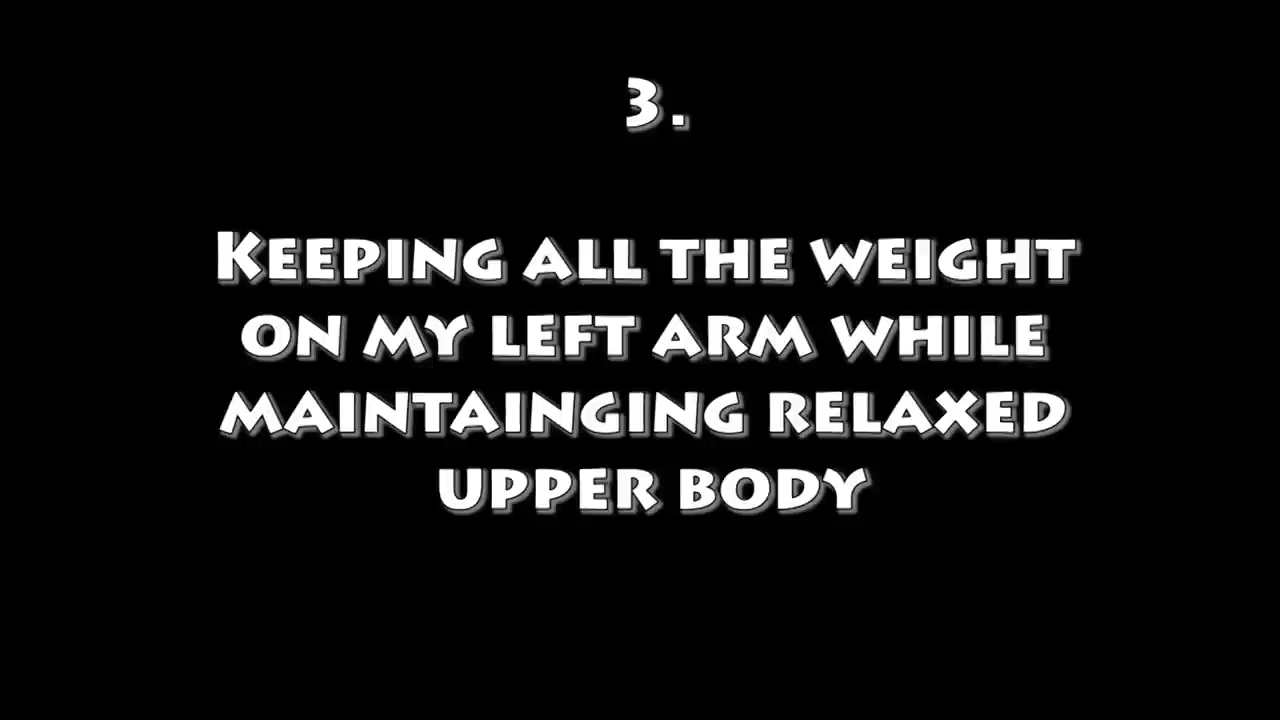 3.
Keeping all the weight
on my left arm while
maintainging relaxed
upper body